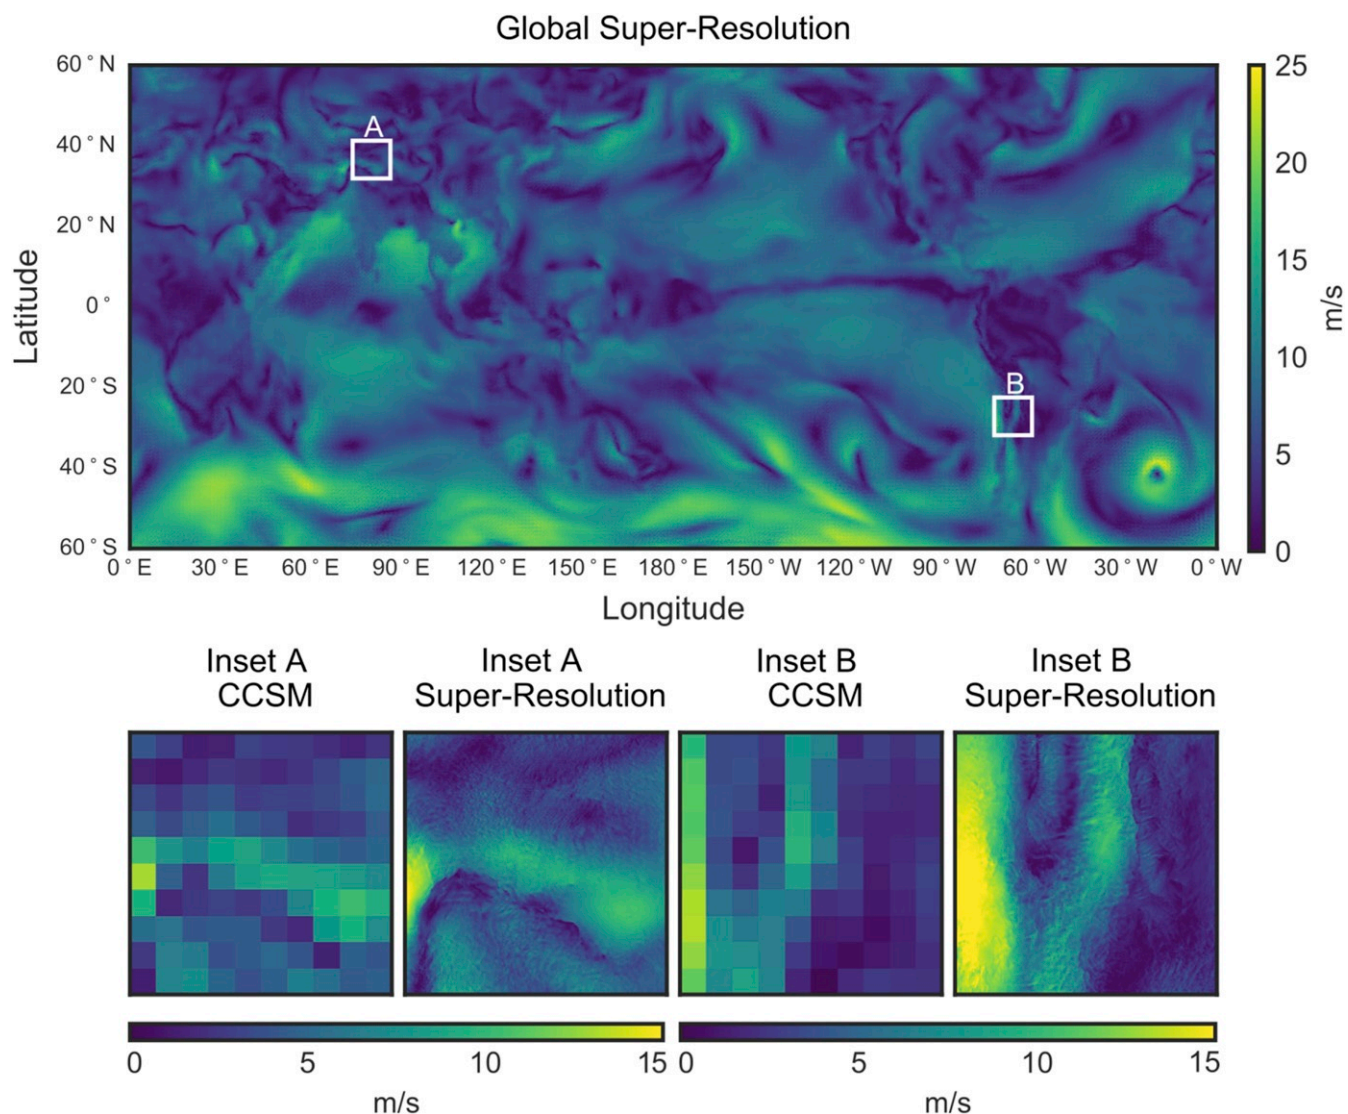 Global Super-Resolution
60°N
40°N
20°N
0°
20°S
40°S
60°S
Latitude
A
B
0°E 30°E 60°E 90°E 120°E 150°E 180°E 150°W 120°W 90°W 60°W 30°W 0°W
Longitude
25
20
15
10
5
0
m/s
Inset A
CCSM
Inset A
Super-Resolution
Inset B
CCSM
Inset B
Super-Resolution
0 5 10 15
m/s
0 5 10 15
m/s